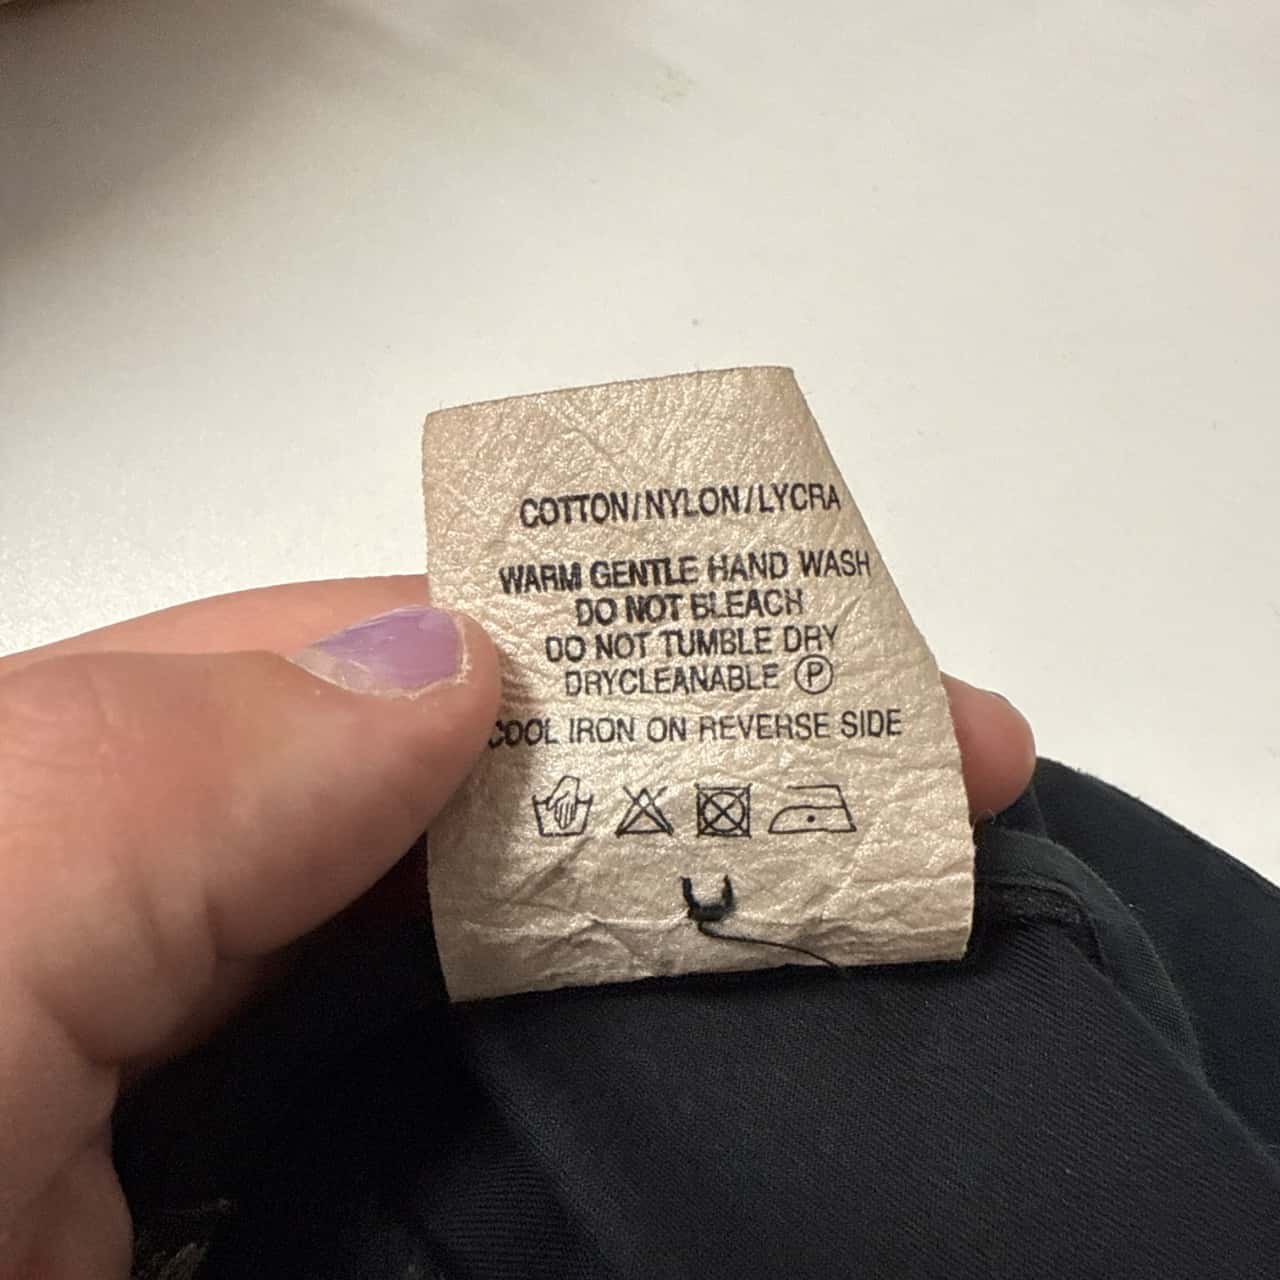 COTTON/NYLON/LYCRA
WARM GENTLE HAND WASH
DO NOT BLEACH
DO NOT TUMBLE DRY
DRYCLEANABLE Ⓟ
COOL IRON ON REVERSE SIDE